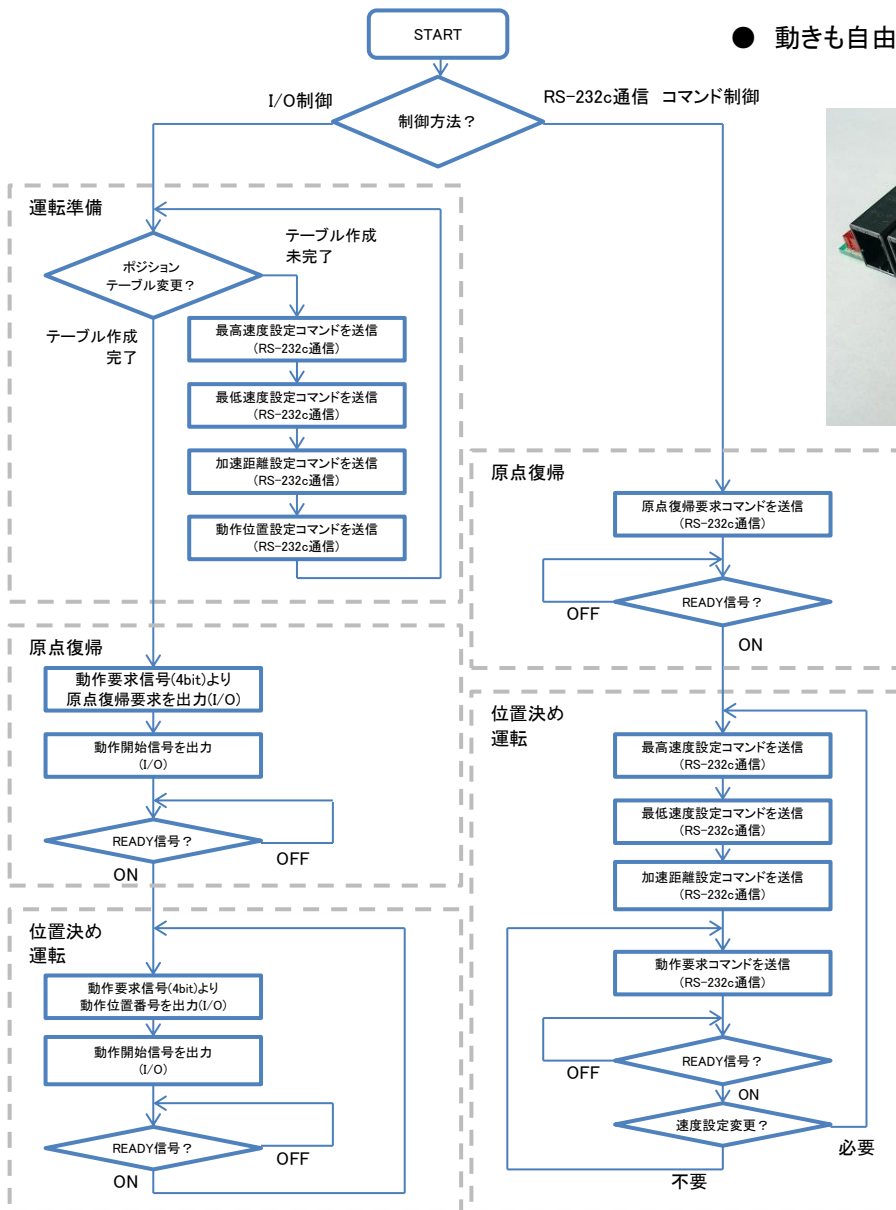 START
● 動きも自由
I/O制御
RS-232c通信 コマンド制御
制御方法？
運転準備
テーブル作成
未完了
ポジション
テーブル変更？
テーブル作成
完了
最高速度設定コマンドを送信
(RS-232c通信)
最低速度設定コマンドを送信
(RS-232c通信)
加速距離設定コマンドを送信
(RS-232c通信)
動作位置設定コマンドを送信
(RS-232c通信)
原点復帰
動作要求信号(4bit)より
原点復帰要求を出力(I/O)
動作開始信号を出力
(I/O)
READY信号？
OFF
ON
位置決め
運転
動作要求信号(4bit)より
動作位置番号を出力(I/O)
動作開始信号を出力
(I/O)
READY信号？
OFF
ON
原点復帰
原点復帰要求コマンドを送信
(RS-232c通信)
READY信号？
OFF
ON
位置決め
運転
最高速度設定コマンドを送信
(RS-232c通信)
最低速度設定コマンドを送信
(RS-232c通信)
加速距離設定コマンドを送信
(RS-232c通信)
動作要求コマンドを送信
(RS-232c通信)
READY信号？
OFF
ON
速度設定変更？
必要
不要